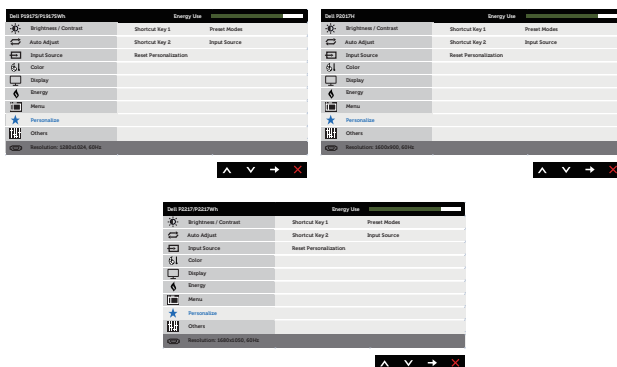 Dell P1917S/P1917SWh Energy Use
Brightness / Contrast Shortcut Key 1 Preset Modes
Auto Adjust Shortcut Key 2 Input Source
Input Source Reset Personalization
Color
Display
Energy
Menu
Personalize
Others
Resolution: 1280x1024, 60Hz
Dell P2017H Energy Use
Brightness / Contrast Shortcut Key 1 Preset Modes
Auto Adjust Shortcut Key 2 Input Source
Input Source Reset Personalization
Color
Display
Energy
Menu
Personalize
Others
Resolution: 1600x900, 60Hz
Dell P2217/P2217Wh Energy Use
Brightness / Contrast Shortcut Key 1 Preset Modes
Auto Adjust Shortcut Key 2 Input Source
Input Source Reset Personalization
Color
Display
Energy
Menu
Personalize
Others
Resolution: 1680x1050, 60Hz